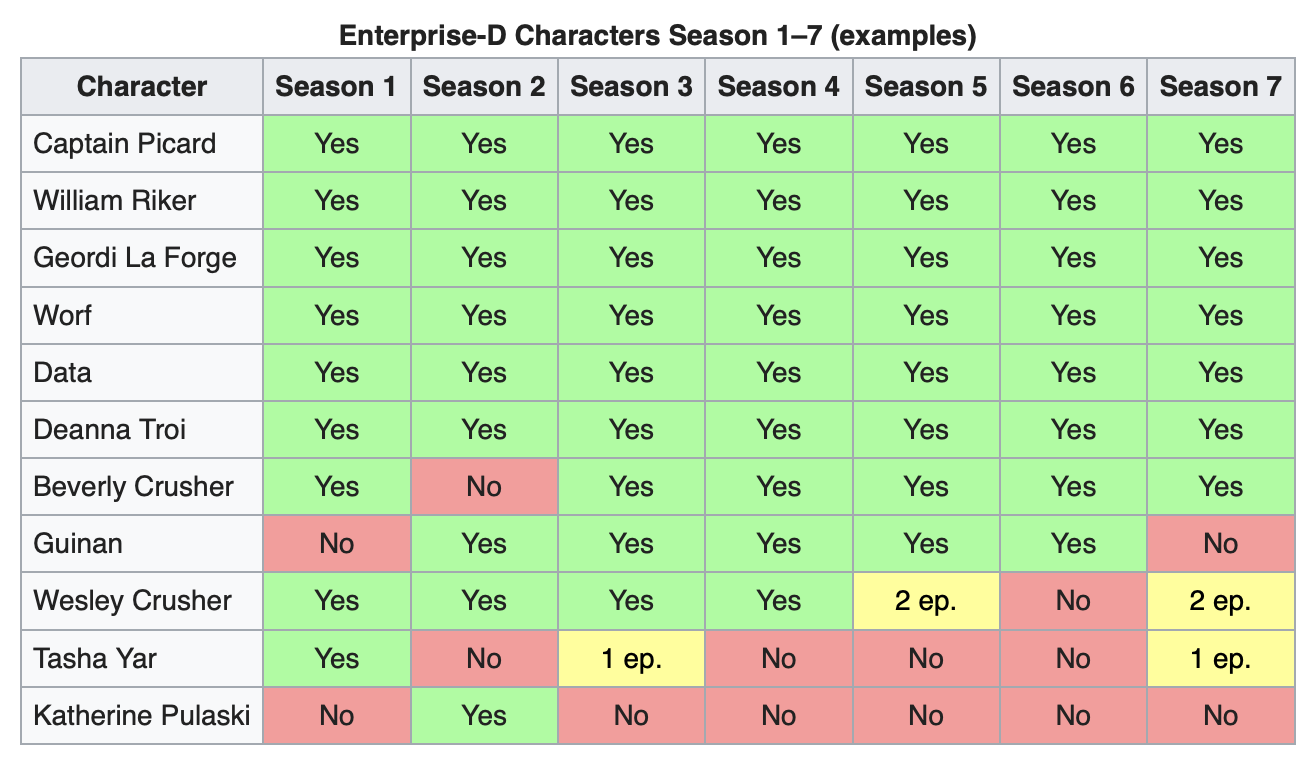 Enterprise-D Characters Season 1–7 (examples)
Character Season 1 Season 2 Season 3 Season 4 Season 5 Season 6 Season 7
Captain Picard Yes Yes Yes Yes Yes Yes Yes
William Riker Yes Yes Yes Yes Yes Yes Yes
Geordi La Forge Yes Yes Yes Yes Yes Yes Yes
Worf Yes Yes Yes Yes Yes Yes Yes
Data Yes Yes Yes Yes Yes Yes Yes
Deanna Troi Yes Yes Yes Yes Yes Yes Yes
Beverly Crusher Yes No Yes Yes Yes Yes Yes
Guinan No Yes Yes Yes Yes Yes No
Wesley Crusher Yes Yes Yes Yes 2 ep. No 2 ep.
Tasha Yar Yes No 1 ep. No No No 1 ep.
Katherine Pulaski No Yes No No No No No